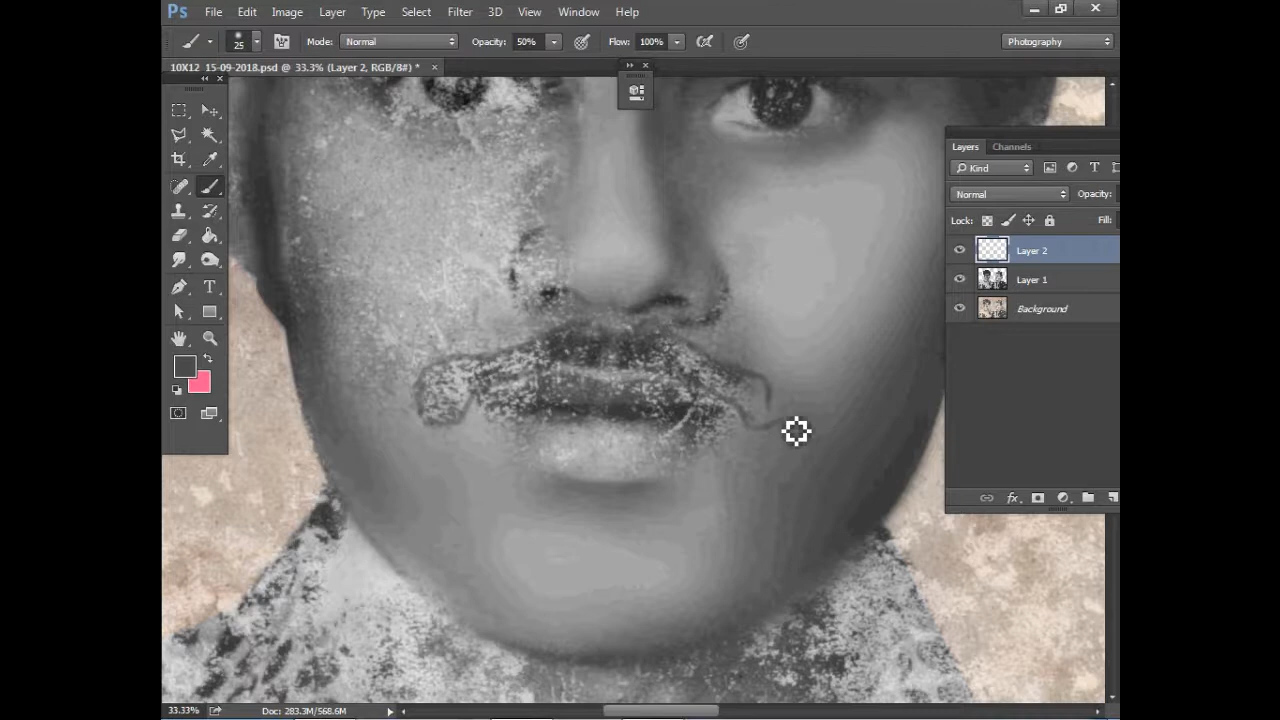 Ps File Edit Image Layer Type Select Filter 3D View Window Help
25 Mode: Normal Opacity: 50% Flow: 100% Photography
10X12 15-09-2018.psd @ 33.3% (Layer 2, RGB/8#) *
Layers Channels
Kind T
Normal Opacity:
Lock: Fill:
Layer 2
Layer 1
Background
T
fx
33.33% Doc: 283.3M/568.6M